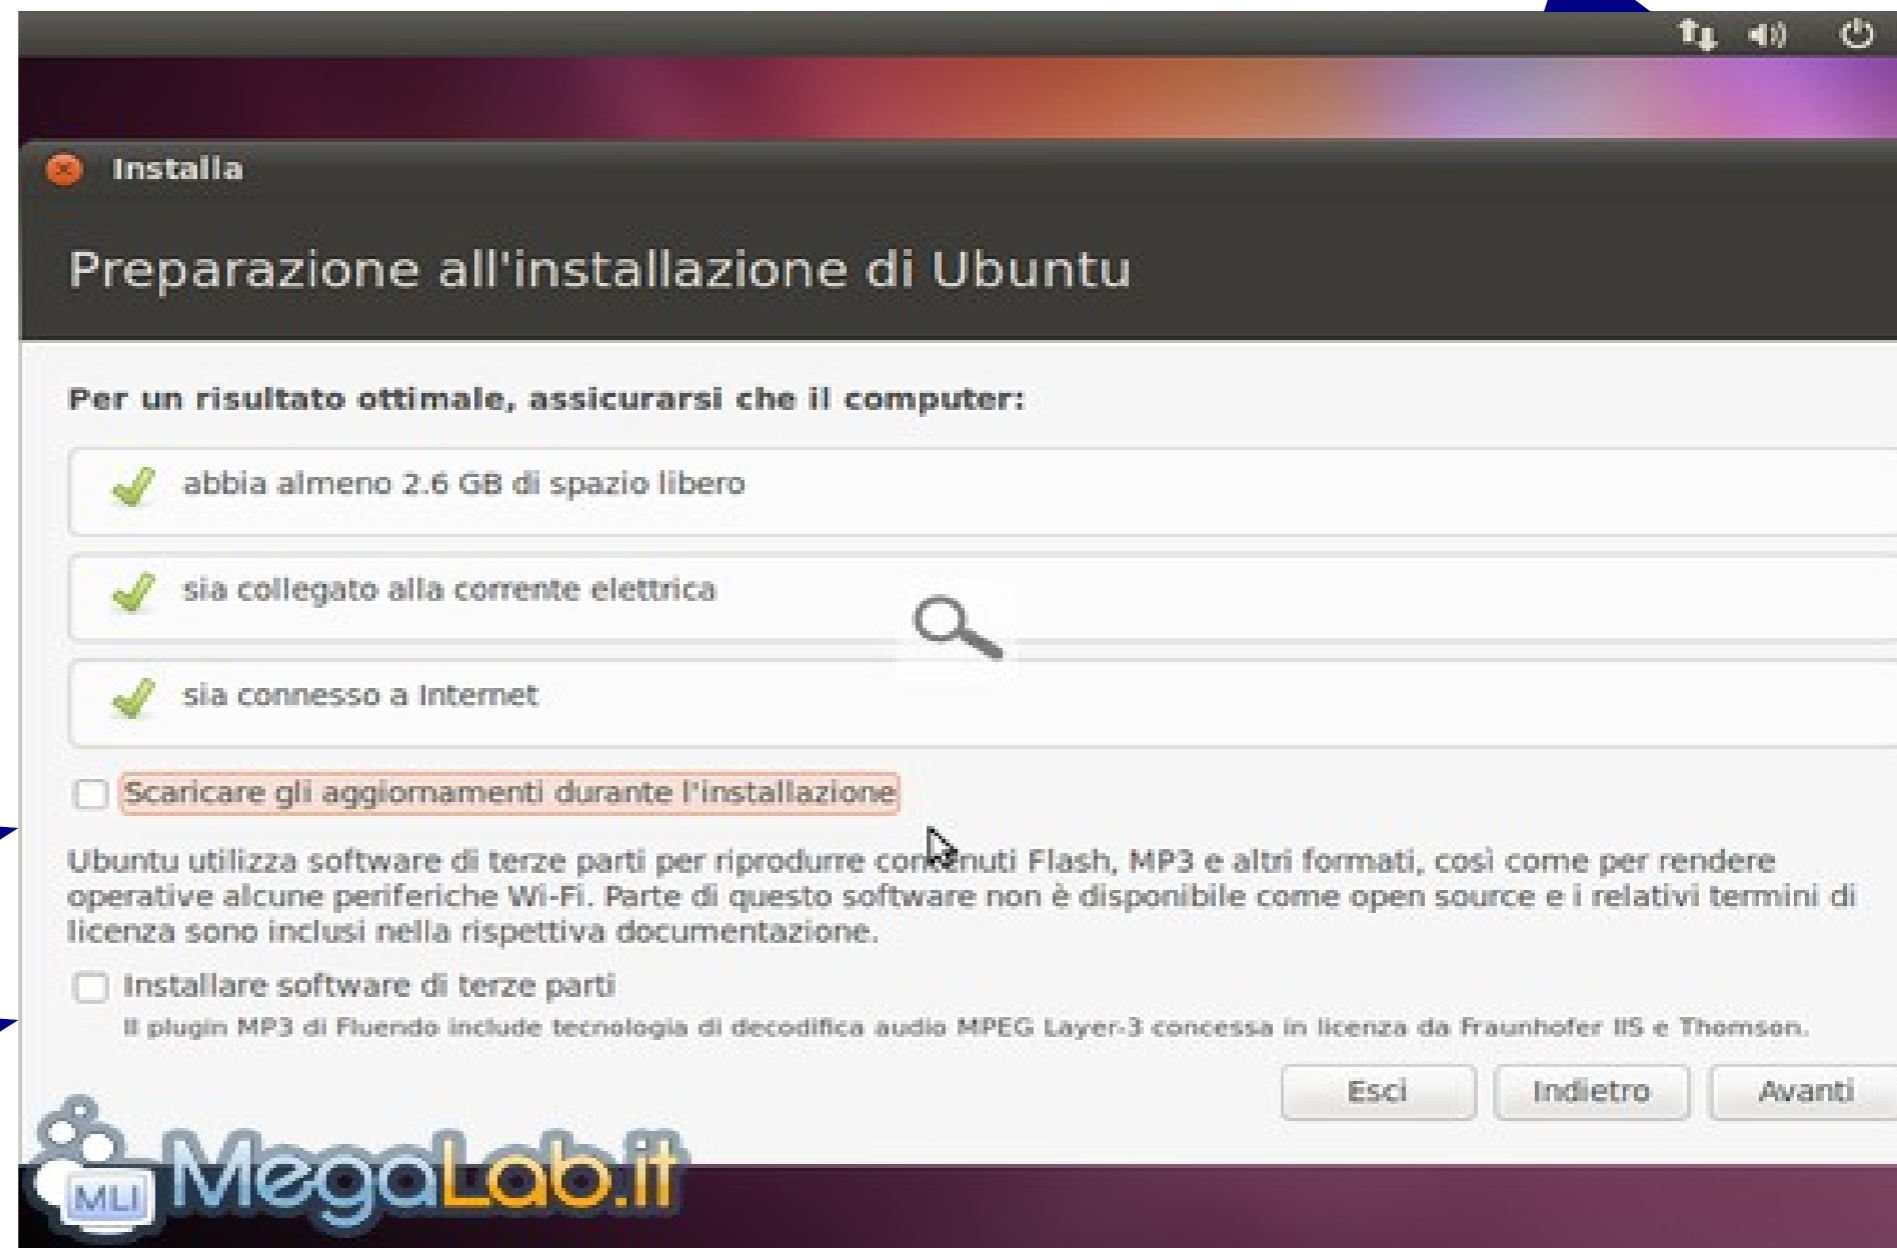 Installa
Preparazione all'installazione di Ubuntu
Per un risultato ottimale, assicurarsi che il computer:
abbia almeno 2.6 GB di spazio libero
sia collegato alla corrente elettrica
sia connesso a Internet
Scaricare gli aggiornamenti durante l'installazione
Ubuntu utilizza software di terze parti per riprodurre contenuti Flash, MP3 e altri formati, così come per rendere
operative alcune periferiche Wi-Fi. Parte di questo software non è disponibile come open source e i relativi termini di
licenza sono inclusi nella rispettiva documentazione.
Installare software di terze parti
Il plugin MP3 di Fluendo include tecnologia di decodifica audio MPEG Layer-3 concessa in licenza da Fraunhofer IIS e Thomson.
Esci Indietro Avanti
MLI MegaLab.it